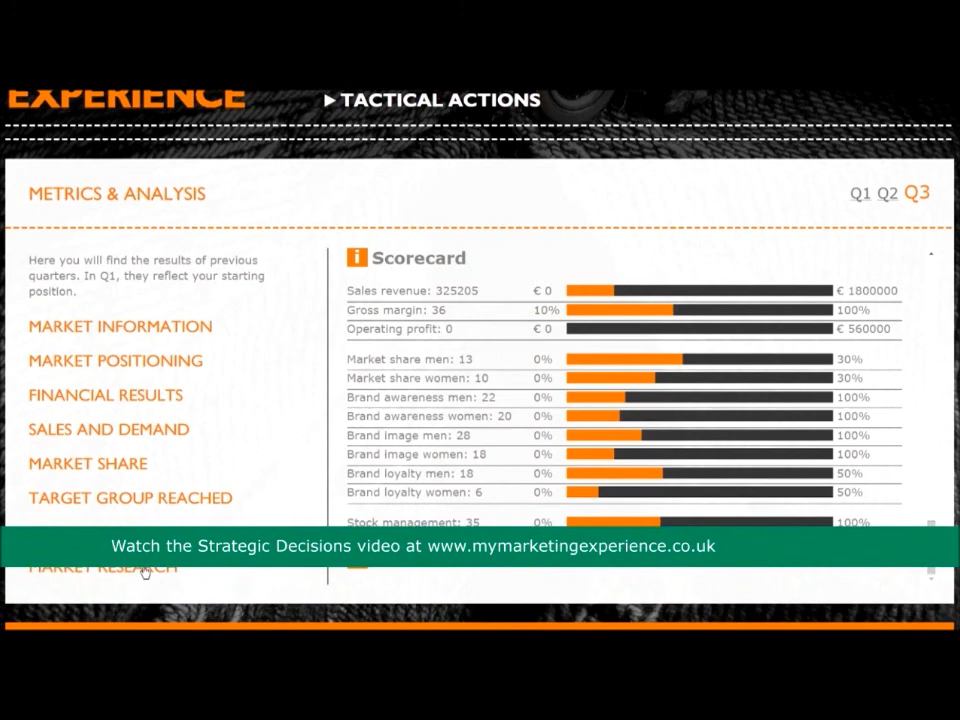 EXPERIENCE
TACTICAL ACTIONS
METRICS & ANALYSIS
Q1 Q2 Q3
Here you will find the results of previous
quarters. In Q1, they reflect your starting
position.
MARKET INFORMATION
MARKET POSITIONING
FINANCIAL RESULTS
SALES AND DEMAND
MARKET SHARE
TARGET GROUP REACHED
MARKET RESEARCH
i Scorecard
Sales revenue: 325205 € 0 € 1800000
Gross margin: 36 10% 100%
Operating profit: 0 € 0 € 560000
Market share men: 13 0% 30%
Market share women: 10 0% 30%
Brand awareness men: 22 0% 100%
Brand awareness women: 20 0% 100%
Brand image men: 28 0% 100%
Brand image women: 18 0% 100%
Brand loyalty men: 18 0% 50%
Brand loyalty women: 6 0% 50%
Stock management: 35 0% 100%
Watch the Strategic Decisions video at www.mymarketingexperience.co.uk